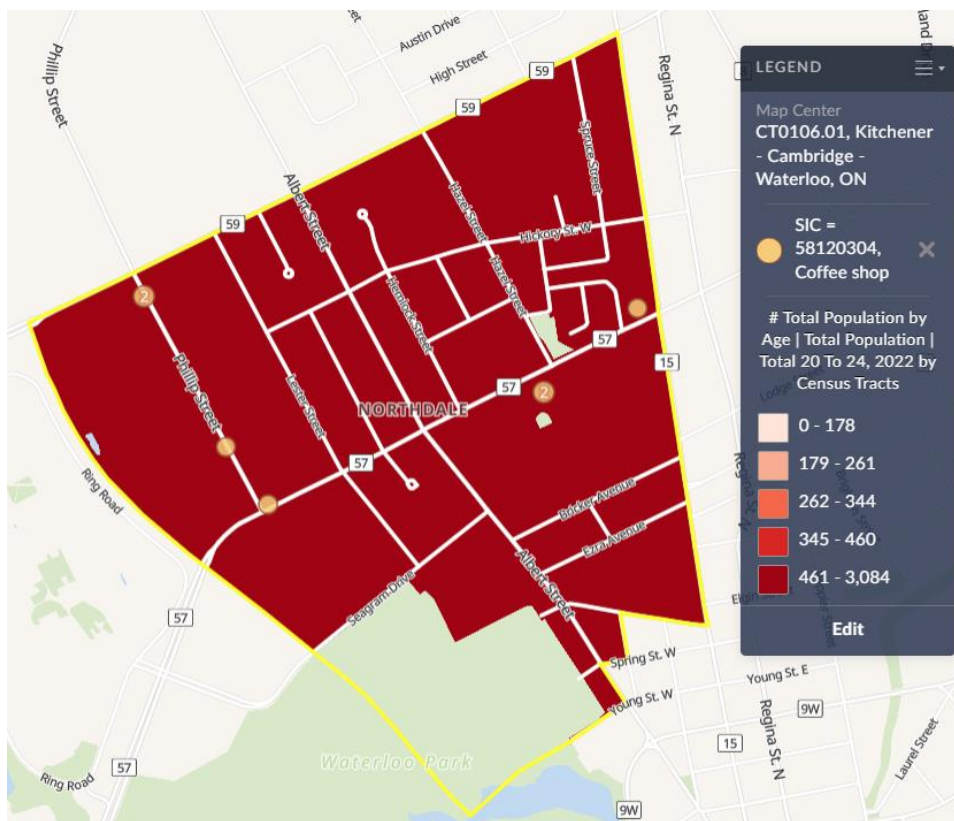 Phillip Street
Austin Drive
High Street
Regina St. N
59
59
59
Albert Street
Hazel Street
Spruce Street
Hickory St. W
Hazel Street
Hemlock Street
2
Phillip Street
Lester Street
57
57
57
2
15
NORTHDALE
Ring Road
Bricker Avenue
Ezra Avenue
Albert Street
Seagram Drive
57
Spring St. W
Young St. W
Young St. E
9W
15
Regina St. N
Laurel Street
Waterloo Park
57
Ring Road
9W
LEGEND
Map Center
CT0106.01, Kitchener
- Cambridge -
Waterloo, ON
SIC =
58120304,
Coffee shop
# Total Population by
Age | Total Population |
Total 20 To 24, 2022 by
Census Tracts
0 - 178
179 - 261
262 - 344
345 - 460
461 - 3,084
Edit